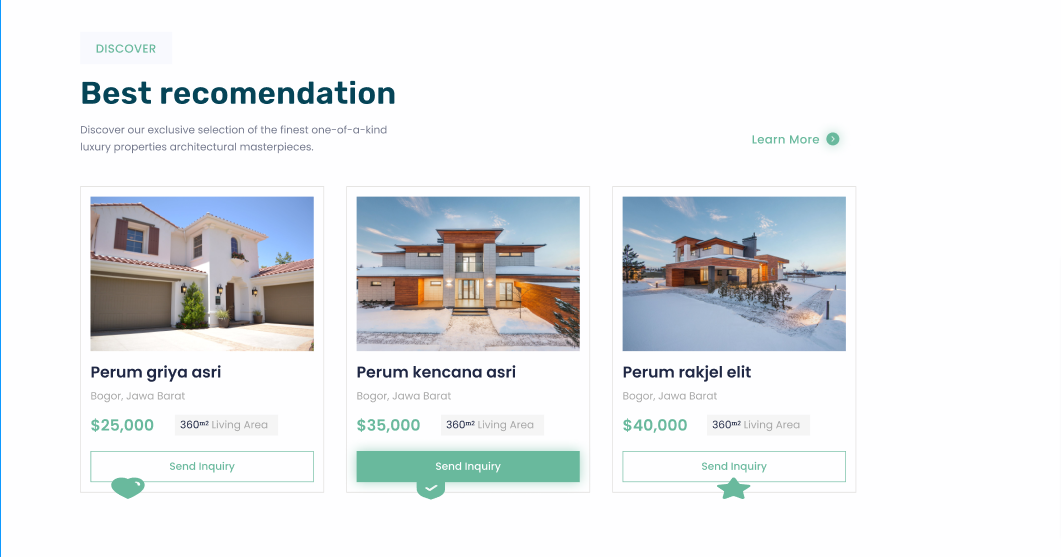 DISCOVER
Best recomendation
Discover our exclusive selection of the finest one-of-a-kind
luxury properties architectural masterpieces.
Learn More
Perum griya asri
Bogor, Jawa Barat
$25,000
360m2 Living Area
Send Inquiry
Perum kencana asri
Bogor, Jawa Barat
$35,000
360m2 Living Area
Send Inquiry
Perum rakjel elit
Bogor, Jawa Barat
$40,000
360m2 Living Area
Send Inquiry